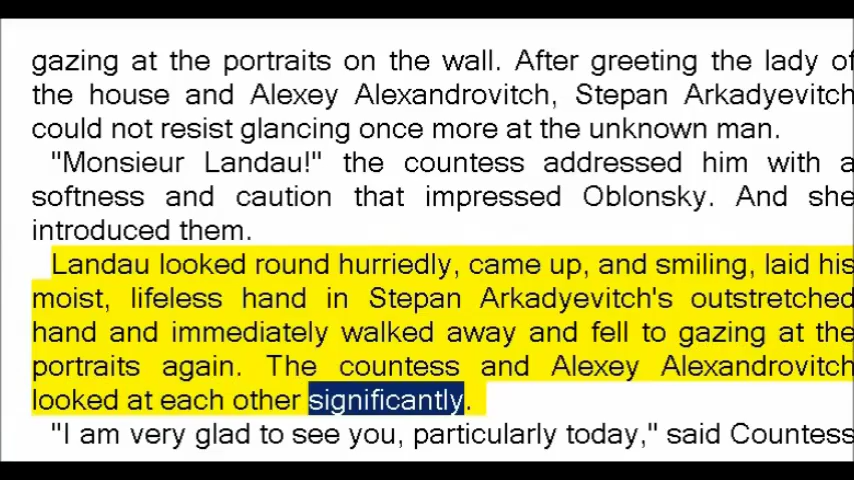 gazing at the portraits on the wall. After greeting the lady of
the house and Alexey Alexandrovitch, Stepan Arkadyevitch
could not resist glancing once more at the unknown man.
"Monsieur Landau!" the countess addressed him with a
softness and caution that impressed Oblonsky. And she
introduced them.
Landau looked round hurriedly, came up, and smiling, laid his
moist, lifeless hand in Stepan Arkadyevitch's outstretched
hand and immediately walked away and fell to gazing at the
portraits again. The countess and Alexey Alexandrovitch
looked at each other significantly.
"I am very glad to see you, particularly today," said Countess